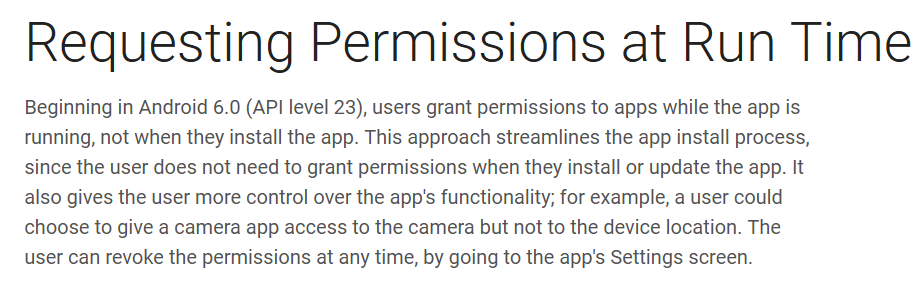 Requesting Permissions at Run Time
Beginning in Android 6.0 (API level 23), users grant permissions to apps while the app is
running, not when they install the app. This approach streamlines the app install process,
since the user does not need to grant permissions when they install or update the app. It
also gives the user more control over the app's functionality; for example, a user could
choose to give a camera app access to the camera but not to the device location. The
user can revoke the permissions at any time, by going to the app's Settings screen.